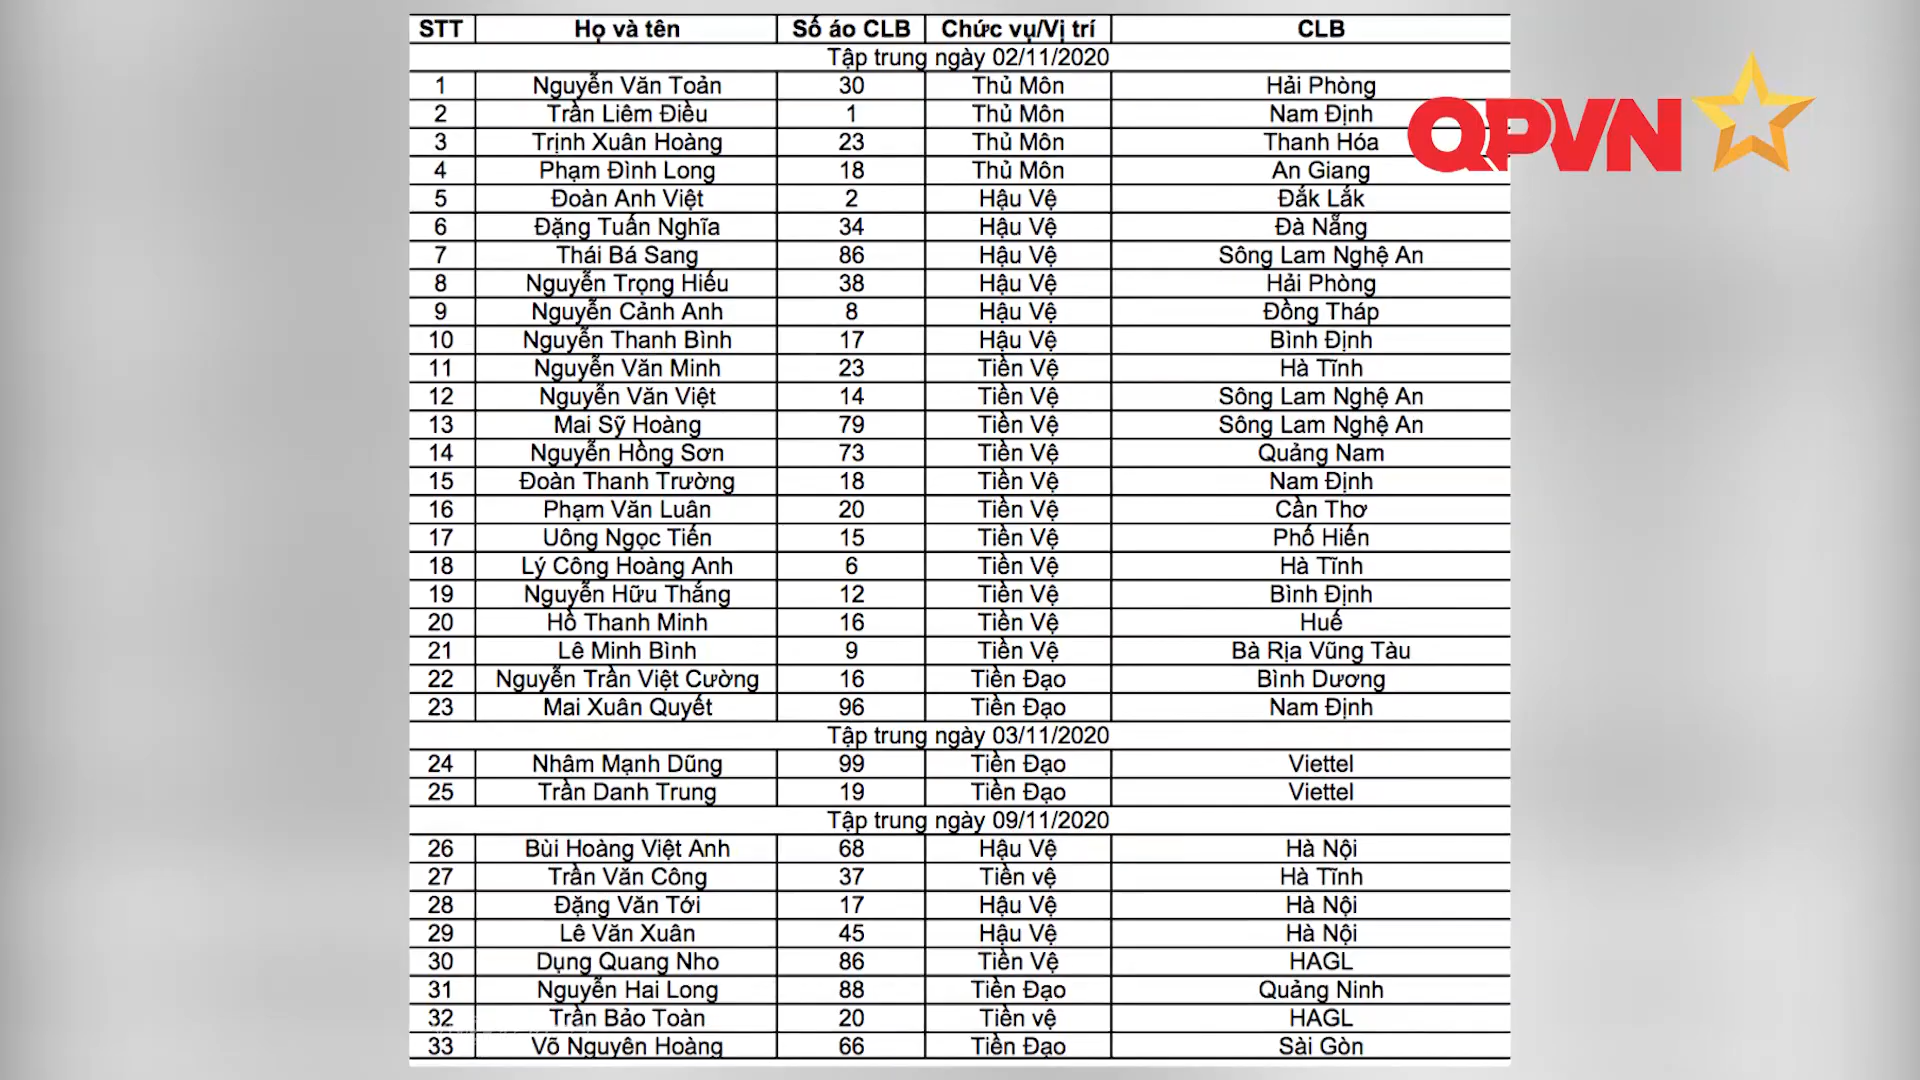 STT Họ và tên Số áo CLB Chức vụ/Vị trí CLB
Tập trung ngày 02/11/2020
1 Nguyễn Văn Toản 30 Thủ Môn Hải Phòng
2 Trần Liêm Điều 1 Thủ Môn Nam Định
3 Trịnh Xuân Hoàng 23 Thủ Môn Thanh Hóa
QPVN
4 Phạm Đình Long 18 Thủ Môn An Giang
5 Đoàn Anh Việt 2 Hậu Vệ Đắk Lắk
6 Đặng Tuấn Nghĩa 34 Hậu Vệ Đà Nẵng
7 Thái Bá Sang 86 Hậu Vệ Sông Lam Nghệ An
8 Nguyễn Trọng Hiếu 38 Hậu Vệ Hải Phòng
9 Nguyễn Cảnh Anh 8 Hậu Vệ Đồng Tháp
10 Nguyễn Thanh Bình 17 Hậu Vệ Bình Định
11 Nguyễn Văn Minh 23 Tiền Vệ Hà Tĩnh
12 Nguyễn Văn Việt 14 Tiền Vệ Sông Lam Nghệ An
13 Mai Sỹ Hoàng 79 Tiền Vệ Sông Lam Nghệ An
14 Nguyễn Hồng Sơn 73 Tiền Vệ Quảng Nam
15 Đoàn Thanh Trường 18 Tiền Vệ Nam Định
16 Phạm Văn Luân 20 Tiền Vệ Cần Thơ
17 Uông Ngọc Tiến 15 Tiền Vệ Phố Hiến
18 Lý Công Hoàng Anh 6 Tiền Vệ Hà Tĩnh
19 Nguyễn Hữu Thắng 12 Tiền Vệ Bình Định
20 Hồ Thanh Minh 16 Tiền Vệ Huế
21 Lê Minh Bình 9 Tiền Vệ Bà Rịa Vũng Tàu
22 Nguyễn Trần Việt Cường 16 Tiền Đạo Bình Dương
23 Mai Xuân Quyết 96 Tiền Đạo Nam Định
Tập trung ngày 03/11/2020
24 Nhâm Mạnh Dũng 99 Tiền Đạo Viettel
25 Trần Danh Trung 19 Tiền Đạo Viettel
Tập trung ngày 09/11/2020
26 Bùi Hoàng Việt Anh 68 Hậu Vệ Hà Nội
27 Trần Văn Công 37 Tiền vệ Hà Tĩnh
28 Đặng Văn Tới 17 Hậu Vệ Hà Nội
29 Lê Văn Xuân 45 Hậu Vệ Hà Nội
30 Dụng Quang Nho 86 Tiền Vệ HAGL
31 Nguyễn Hai Long 88 Tiền Đạo Quảng Ninh
32 Trần Bảo Toàn 20 Tiền vệ HAGL
33 Võ Nguyên Hoàng 66 Tiền Đạo Sài Gòn